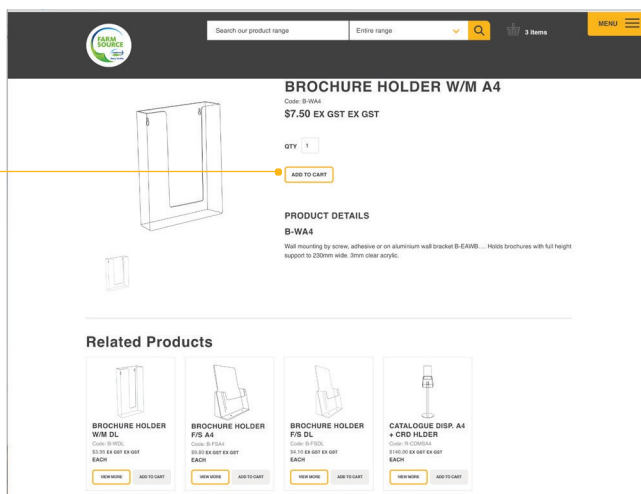 FARM
SOURCE
Search our product range
Entire range
3 items
MENU
BROCHURE HOLDER W/M A4
Code: B-WA4
$7.50 EX GST EX GST
QTY 1
ADD TO CART
PRODUCT DETAILS
B-WA4
Wall mounting by screw, adhesive or on aluminium wall bracket B-EAWB.... Holds brochures with full height
support to 230mm wide. 3mm clear acrylic.
Related Products
BROCHURE HOLDER
W/M DL
Code: B-WDL
$3.95 EX GST EX GST
EACH
VIEW MORE
ADD TO CART
BROCHURE HOLDER
F/S A4
Code: B-FSA4
$9.80 EX GST EX GST
EACH
VIEW MORE
ADD TO CART
BROCHURE HOLDER
F/S DL
Code: B-FSDL
$4.10 EX GST EX GST
EACH
VIEW MORE
ADD TO CART
CATALOGUE DISP. A4
+ CRD HLDER
Code: R-COMSA4
EX GST EX GST
EACH
VIEW MORE
ADD TO CART